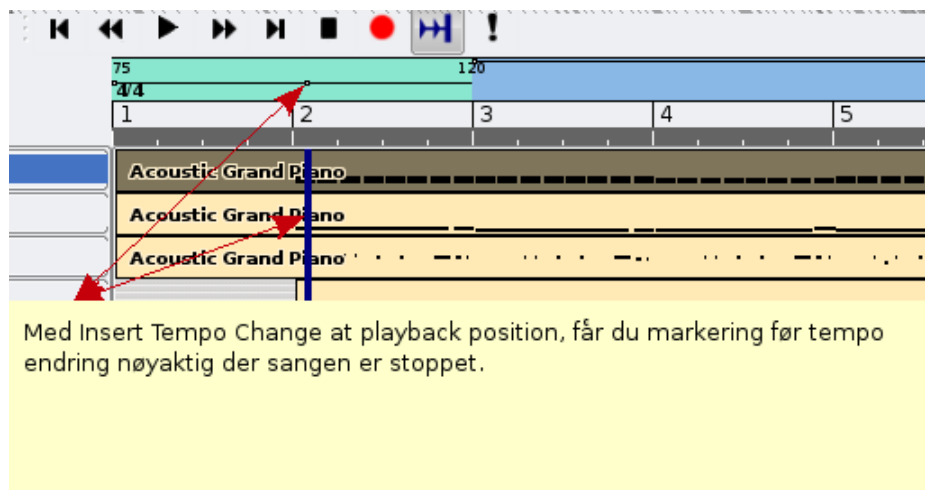 75 120
4/4
1 2 3 4 5
Acoustic Grand Piano
Acoustic Grand Piano
Acoustic Grand Piano
Med Insert Tempo Change at playback position, får du markering før tempo
endring nøyaktig der sangen er stoppet.